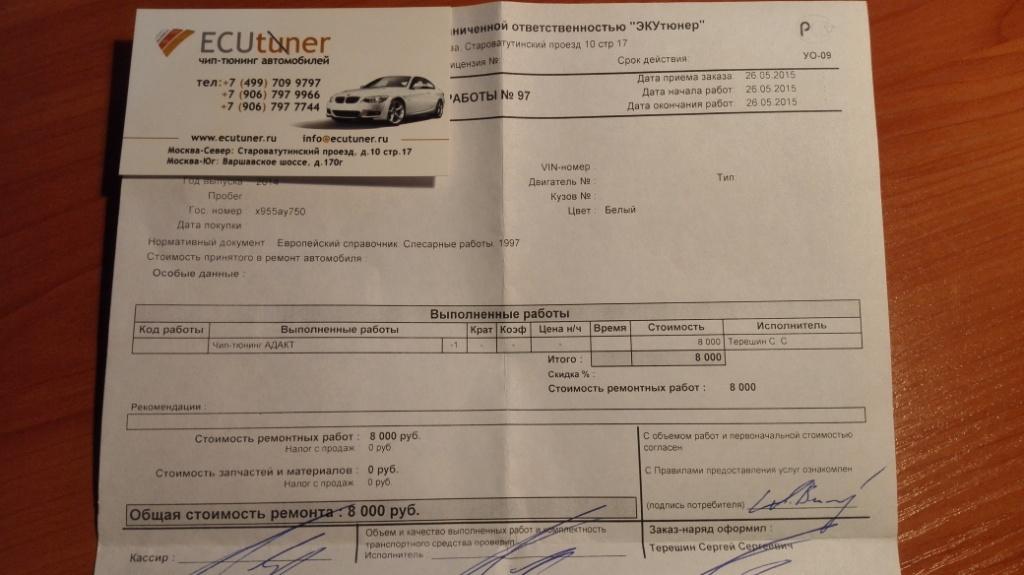 ECUtuner
чип-тюнинг автомобилей
тел:+7 (499) 709 9797
+7 (906) 797 9966
+7 (906) 797 7744
www.ecutuner.ru info@ecutuner.ru
Москва-Север: Староватутинский проезд, д.10 стр.17
Москва-Юг: Варшавское шоссе, д.170г
ниченной ответственностью "ЭКУтюнер"
ва, Староватутинский проезд 10 стр 17
ицензия №: Срок действия:
УО-09
Дата приема заказа: 26.05.2015
РАБОТЫ № 97
Дата начала работ: 26.05.2015
Дата окончания работ: 26.05.2015
VIN-номер :
Двигатель № : Тип:
Год выпуска 2014
Кузов № :
Пробег :
Гос. номер : х955ау750 Цвет : Белый
Дата покупки
Нормативный документ Европейский справочник. Слесарные работы. 1997
Стоимость принятого в ремонт автомобиля :
Особые данные :
Выполненные работы
Код работы Выполненные работы Крат Коэф Цена н/ч Время Стоимость Исполнитель
Чип-тюнинг АДАКТ -1 - - - 8 000 Терешин С. С
Итого : 8 000
Скидка % :
Стоимость ремонтных работ : 8 000
Рекомендации :
Стоимость ремонтных работ : 8 000 руб.
Налог с продаж : 0 руб
Стоимость запчастей и материалов : 0 руб.
Налог с продаж : 0 руб.
Общая стоимость ремонта : 8 000 руб.
С объемом работ и первоначальной стоимостью
согласен
С Правилами предоставления услуг ознакомлен
(подпись потребителя)
Кассир :
Объем и качество выполненных работ и комплектность
транспортного средства проверил:
Исполнитель
Заказ-наряд оформил :
Терешин Сергей Сергеевич